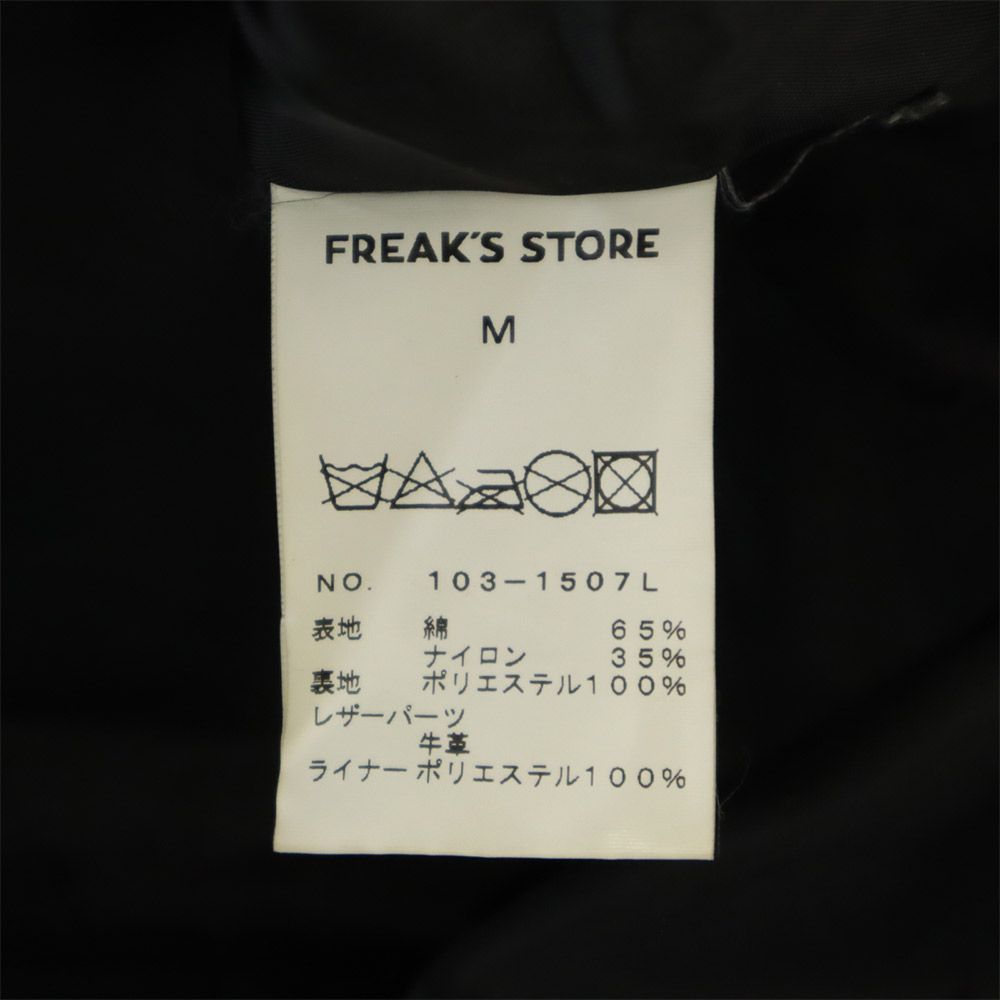 FREAK'S STORE
M
NO. 103-1507L
表地 綿 65%
ナイロン 35%
裏地 ポリエステル100%
レザーパーツ
牛革
ライナー ポリエステル100%